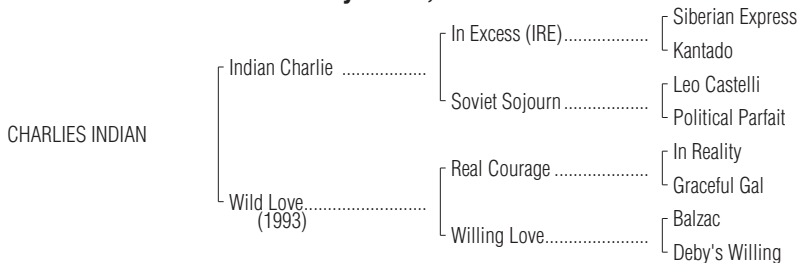 Siberian Express
In Excess (IRE)...................
Kantado
Indian Charlie ..................
Leo Castelli
Soviet Sojourn ...................
Political Parfait
CHARLIES INDIAN
In Reality
Real Courage ....................
Graceful Gal
Wild Love..........................
(1993)
Balzac
Willing Love......................
Deby's Willing